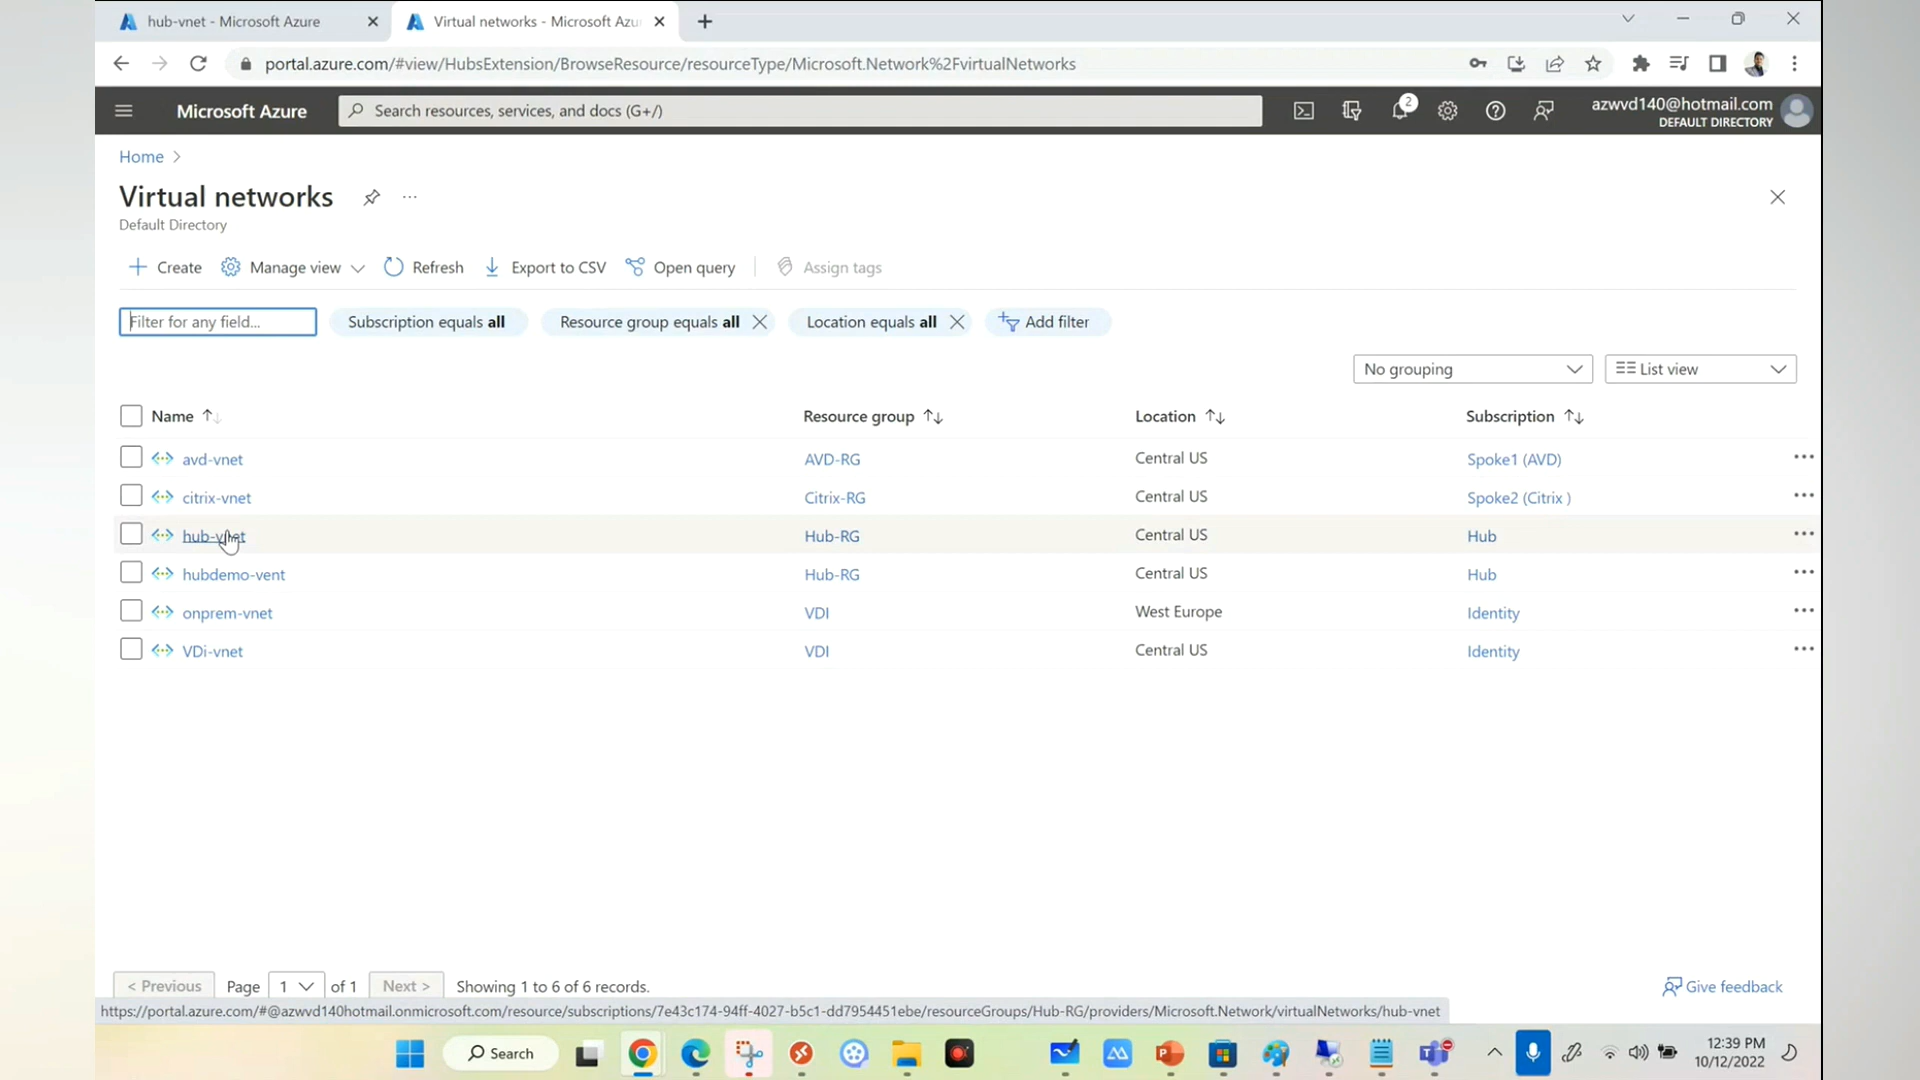 hub-vnet - Microsoft Azure
Virtual networks - Microsoft Azu
portal.azure.com/#view/HubsExtension/BrowseResource/resourceType/Microsoft.Network%2FvirtualNetworks
Microsoft Azure
Search resources, services, and docs (G+/)
2
azwvd140@hotmail.com
DEFAULT DIRECTORY
Home
Virtual networks
Default Directory
Create Manage view Refresh Export to CSV Open query Assign tags
Filter for any field... Subscription equals all Resource group equals all Location equals all Add filter
No grouping List view
Name Resource group Location Subscription
avd-vnet AVD-RG Central US Spoke1 (AVD)
citrix-vnet Citrix-RG Central US Spoke2 (Citrix )
hub-vnet Hub-RG Central US Hub
hubdemo-vent Hub-RG Central US Hub
onprem-vnet VDI West Europe Identity
VDi-vnet VDI Central US Identity
< Previous Page 1 of 1 Next > Showing 1 to 6 of 6 records. Give feedback
https://portal.azure.com/#@azwvd140hotmail.onmicrosoft.com/resource/subscriptions/7e43c174-94ff-4027-b5c1-dd7954451ebe/resourceGroups/Hub-RG/providers/Microsoft.Network/virtualNetworks/hub-vnet
Search
12:39 PM
10/12/2022